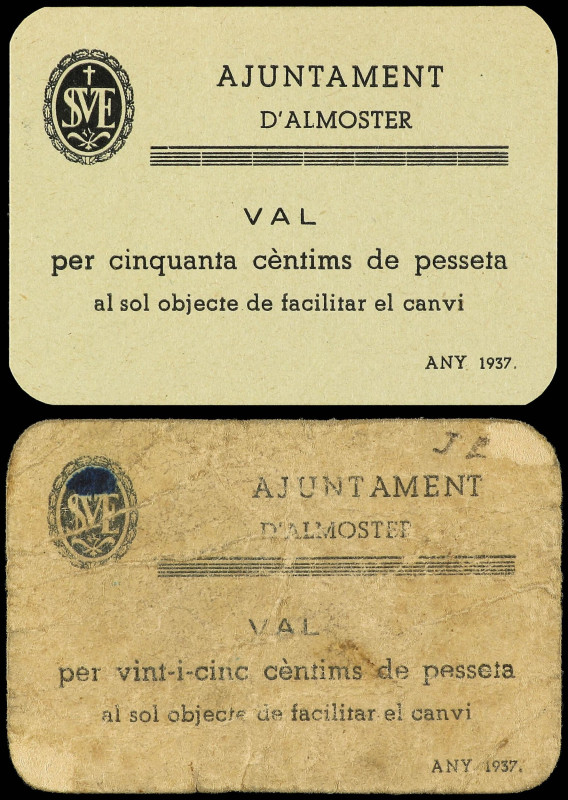 SVE
AJUNTAMENT
D'ALMOSTER
VAL
per cinquanta cèntims de pesseta
al sol objecte de facilitar el canvi
ANY 1937.
J E
SVE
AJUNTAMENT
D'ALMOSTER
VAL
per vint-i-cinc cèntims de pesseta
al sol objecte de facilitar el canvi
ANY 1937.